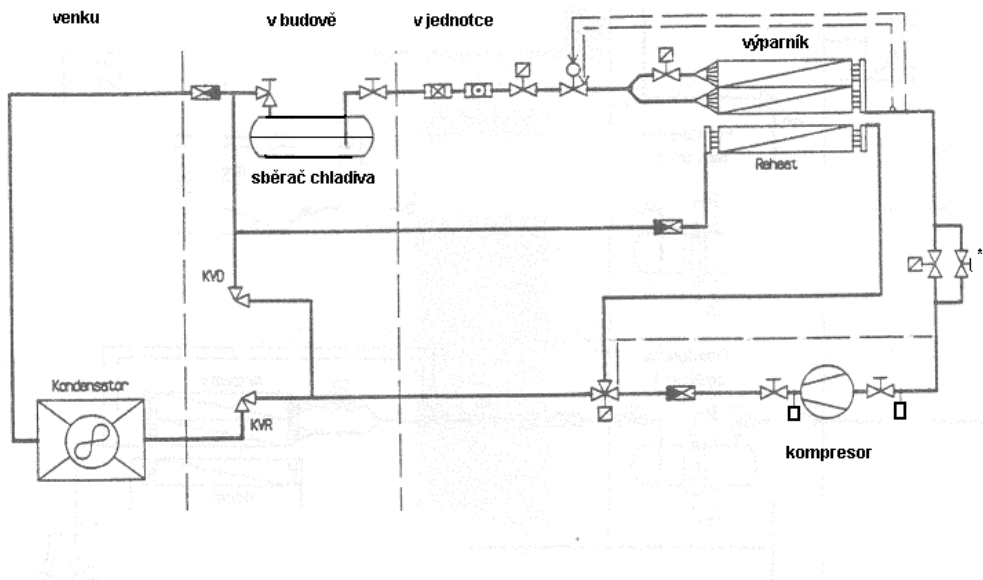 venku
v budově
v jednotce
výparník
sběrač chladiva
Reheat
*
KVD
Kondensator
KVR
kompresor